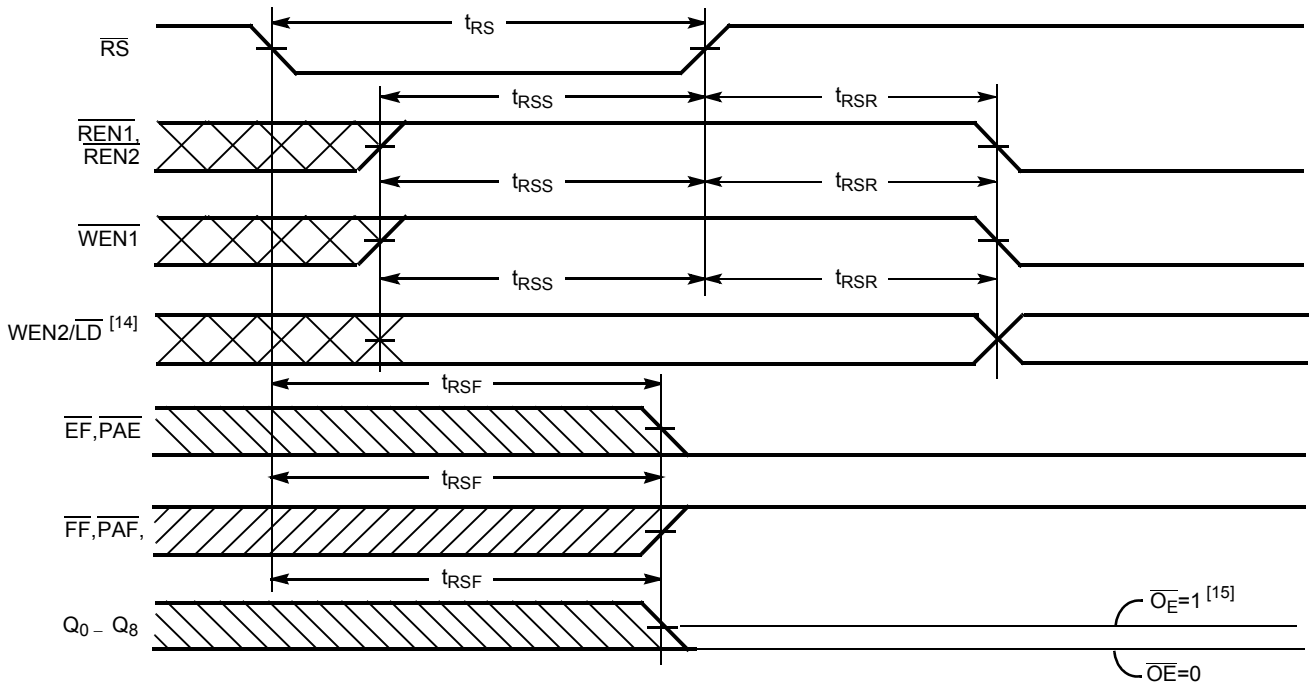 tRS
RS
tRSS
tRSR
REN1,
REN2
tRSS
tRSR
WEN1
tRSS
tRSR
WEN2/LD [14]
tRSF
EF,PAE
tRSF
FF,PAF,
tRSF
OE=1 [15]
Q0 – Q8
OE=0